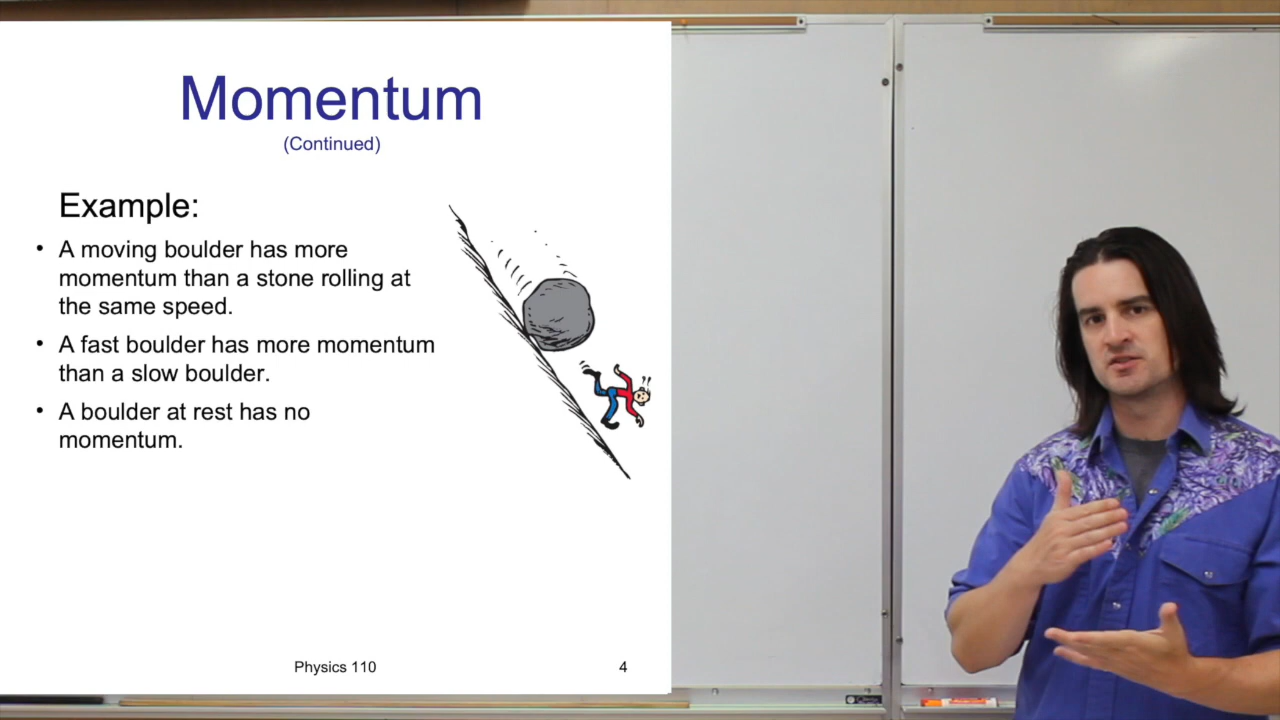 Momentum
(Continued)
Example:
• A moving boulder has more
momentum than a stone rolling at
the same speed.
• A fast boulder has more momentum
than a slow boulder.
• A boulder at rest has no
momentum.
Physics 110
4